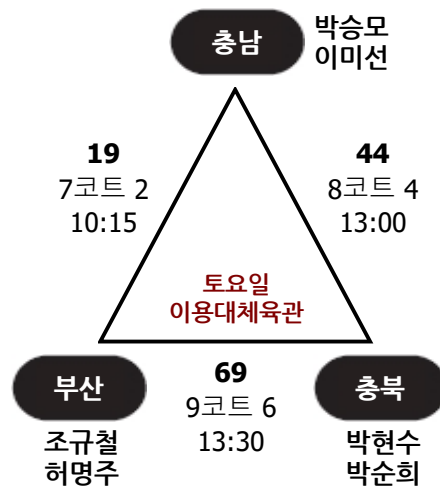 충남
박승모
이미선
19
7코트 2
10:15
44
8코트 4
13:00
토요일
이용대체육관
부산
조규철
허명주
69
9코트 6
13:30
충북
박현수
박순희